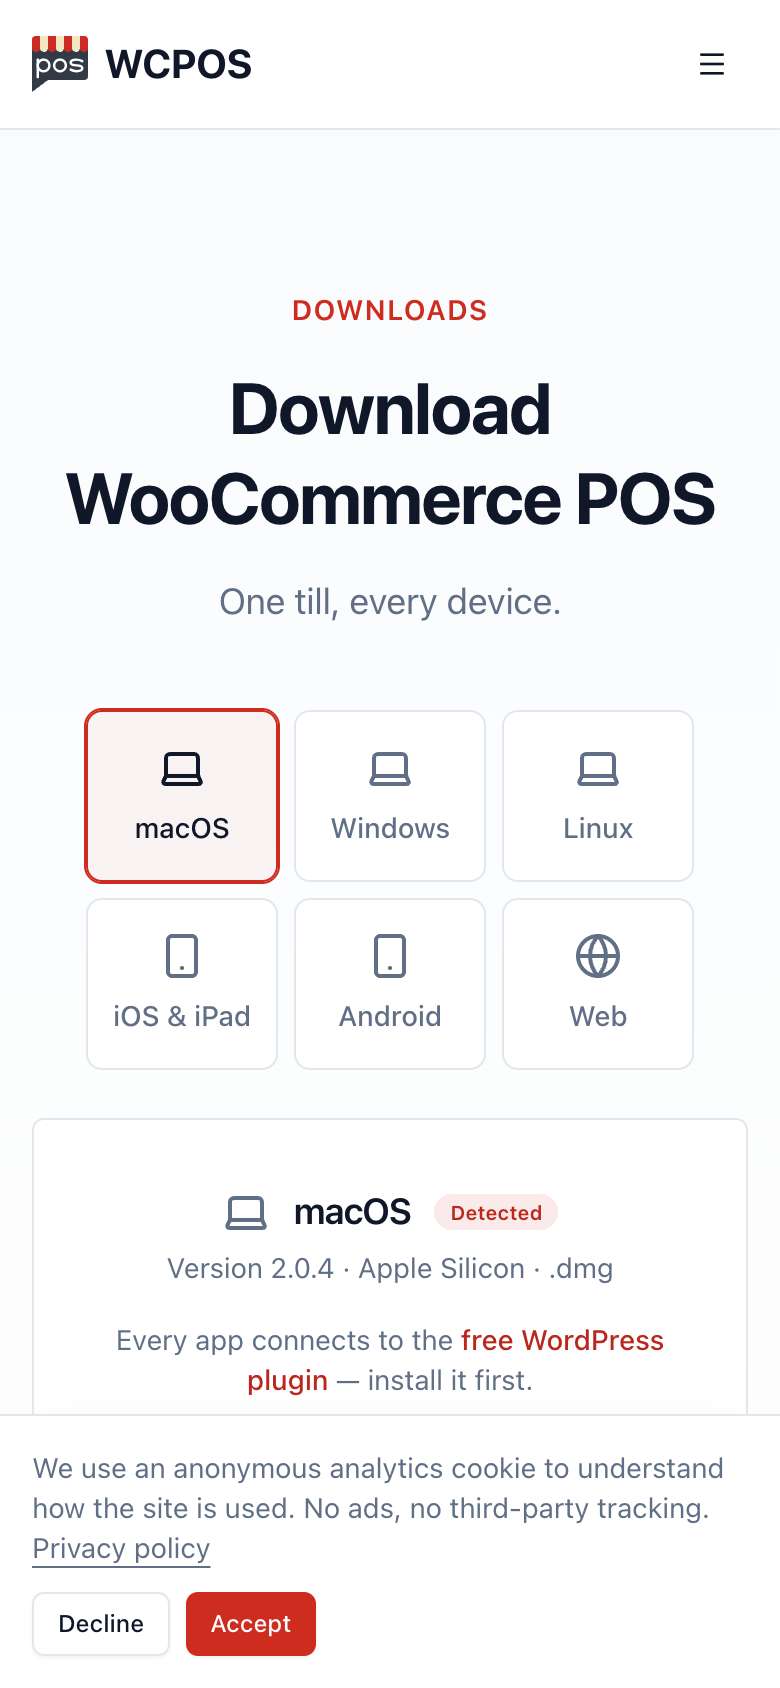 pos WCPOS
DOWNLOADS
Download
WooCommerce POS
One till, every device.
macOS
Windows
Linux
iOS & iPad
Android
Web
macOS Detected
Version 2.0.4 · Apple Silicon · .dmg
Every app connects to the free WordPress
plugin — install it first.
We use an anonymous analytics cookie to understand
how the site is used. No ads, no third-party tracking.
Privacy policy
Decline
Accept